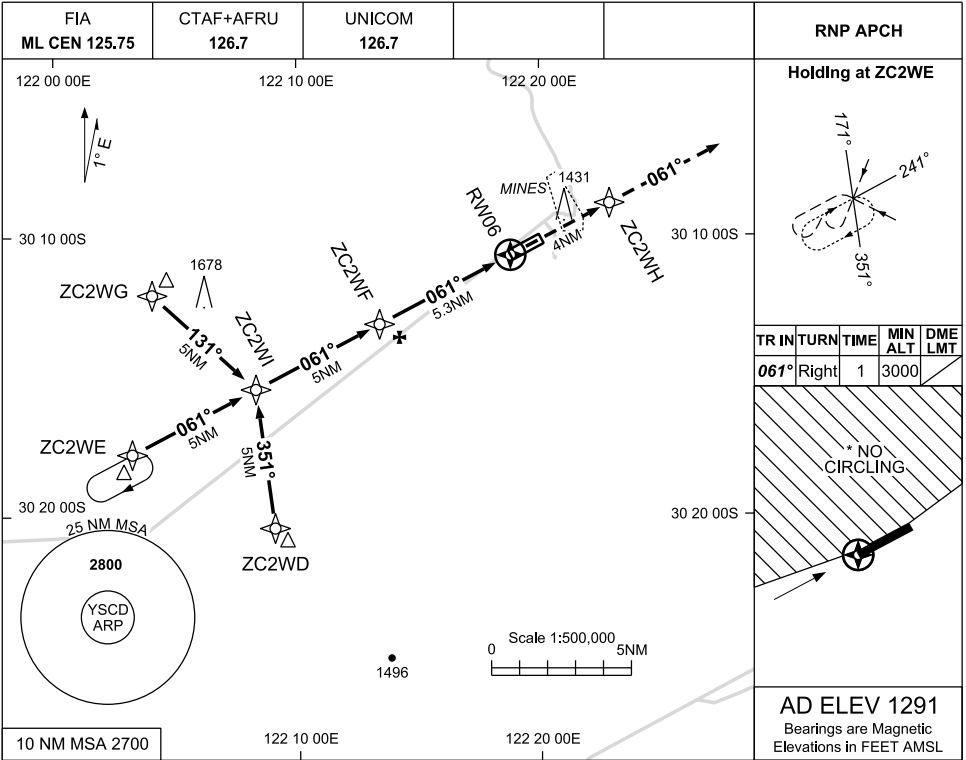 FIA
ML CEN 125.75
CTAF+AFRU
126.7
UNICOM
126.7
RNP APCH
122 00 00E
122 10 00E
122 20 00E
1° E
MINES
1431
061°
RW06
4NM
ZC2WH
30 10 00S
30 10 00S
1678
ZC2WG
131°
5NM
ZC2WI
ZC2WF
061°
5.3NM
061°
5NM
ZC2WE
061°
5NM
351°
5NM
ZC2WD
30 20 00S
30 20 00S
25 NM MSA
2800
YSCD
ARP
1496
Scale 1:500,000
0
5NM
10 NM MSA 2700
122 10 00E
122 20 00E
Holding at ZC2WE
171°
241°
351°
TR IN TURN TIME MIN ALT DME LMT
061° Right 1 3000
* NO
CIRCLING
AD ELEV 1291
Bearings are Magnetic
Elevations in FEET AMSL